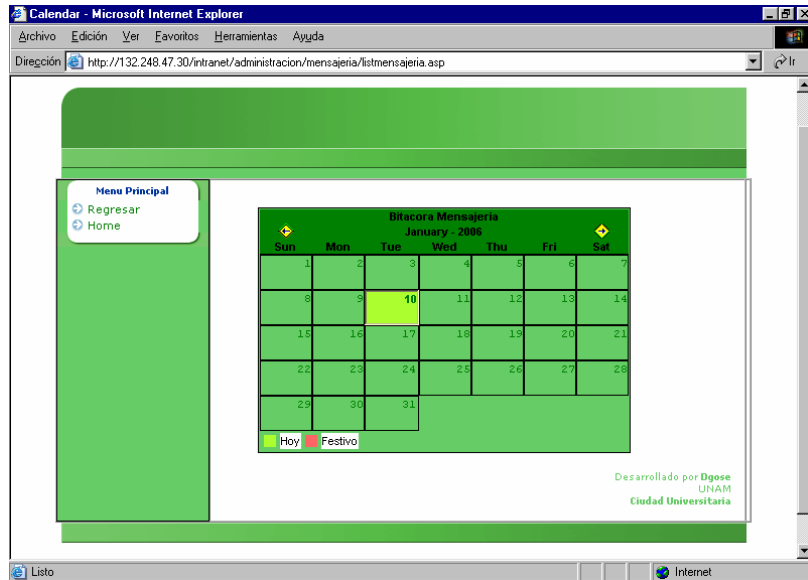 Calendar - Microsoft Internet Explorer
Archivo Edición Ver Favoritos Herramientas Ayuda
Dirección http://132.248.47.30/intranet/administracion/mensajeria/listmensajeria.asp Ir
Menu Principal
Regresar
Home
Bitacora Mensajeria
January - 2006
Sun Mon Tue Wed Thu Fri Sat
1 2 3 4 5 6 7
8 9 10 11 12 13 14
15 16 17 18 19 20 21
22 23 24 25 26 27 28
29 30 31
Hoy Festivo
Desarrollado por Dgose
UNAM
Ciudad Universitaria
Listo Internet